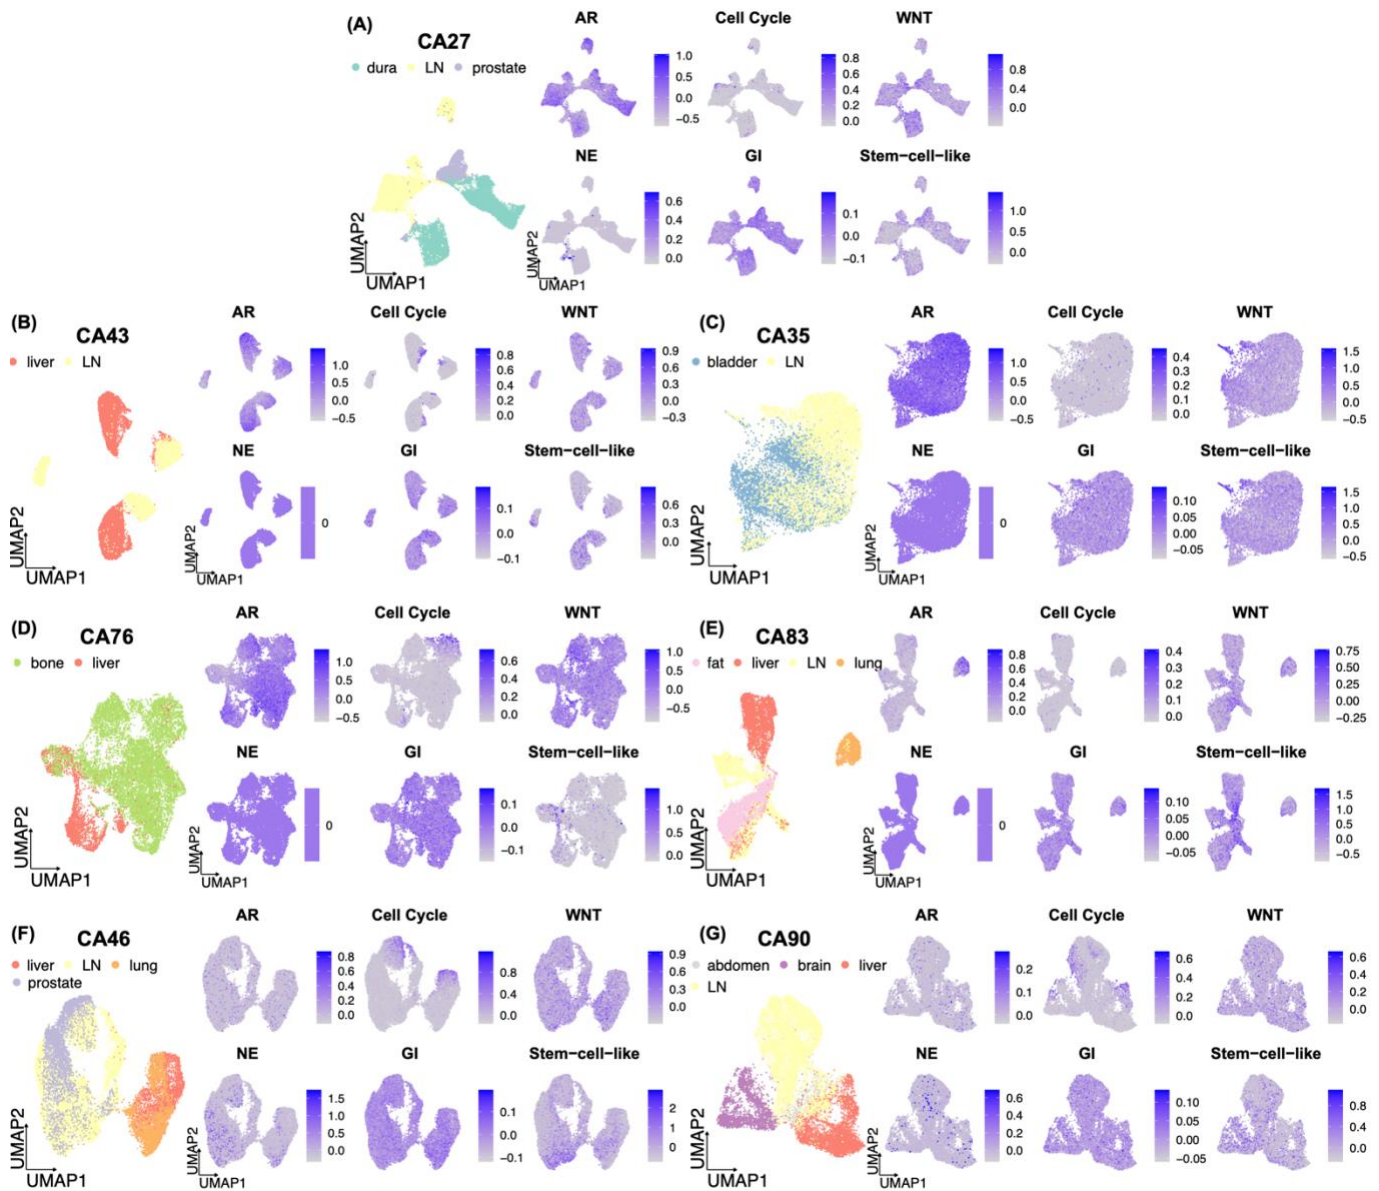 (A)
CA27
dura LN prostate
UMAP2
UMAP1
AR
1.0
0.5
0.0
−0.5
Cell Cycle
0.8
0.6
0.4
0.2
0.0
WNT
0.8
0.4
0.0
NE
0.6
0.4
0.2
0.0
UMAP2
UMAP1
GI
0.1
0.0
−0.1
Stem−cell−like
1.0
0.5
0.0
(B)
CA43
liver LN
UMAP2
UMAP1
AR
1.0
0.5
0.0
−0.5
Cell Cycle
0.8
0.6
0.4
0.2
0.0
WNT
0.9
0.6
0.3
0.0
−0.3
NE
0
UMAP2
UMAP1
GI
0.1
0.0
−0.1
Stem−cell−like
0.6
0.3
0.0
(C)
CA35
bladder LN
UMAP2
UMAP1
AR
1.0
0.5
0.0
−0.5
Cell Cycle
0.4
0.3
0.2
0.1
0.0
WNT
1.5
1.0
0.5
0.0
−0.5
NE
0
UMAP2
UMAP1
GI
0.10
0.05
0.00
−0.05
Stem−cell−like
1.5
1.0
0.5
0.0
−0.5
(D)
CA76
bone liver
UMAP2
UMAP1
AR
1.0
0.5
0.0
−0.5
Cell Cycle
0.6
0.4
0.2
0.0
WNT
1.0
0.5
0.0
−0.5
NE
0
UMAP2
UMAP1
GI
0.1
0.0
−0.1
Stem−cell−like
1.0
0.5
0.0
(E)
CA83
fat liver LN lung
UMAP2
UMAP1
AR
0.8
0.6
0.4
0.2
0.0
Cell Cycle
0.4
0.3
0.2
0.1
0.0
WNT
0.75
0.50
0.25
0.00
−0.25
NE
0
UMAP2
UMAP1
GI
0.10
0.05
0.00
−0.05
Stem−cell−like
1.5
1.0
0.5
0.0
−0.5
(F)
CA46
liver LN lung
prostate
UMAP2
UMAP1
AR
0.8
0.6
0.4
0.2
0.0
Cell Cycle
0.8
0.4
0.0
WNT
0.9
0.6
0.3
0.0
NE
1.5
1.0
0.5
0.0
UMAP2
UMAP1
GI
0.1
0.0
−0.1
Stem−cell−like
2
1
0
(G)
CA90
abdomen brain liver
LN
UMAP2
UMAP1
AR
0.2
0.1
0.0
Cell Cycle
0.6
0.4
0.2
0.0
WNT
0.6
0.4
0.2
0.0
NE
0.6
0.4
0.2
0.0
UMAP2
UMAP1
GI
0.10
0.05
0.00
−0.05
Stem−cell−like
0.8
0.4
0.0